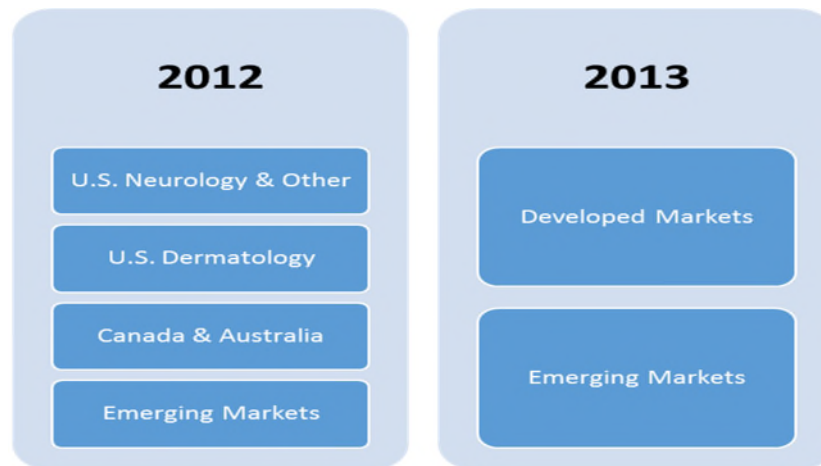 2012
U.S. Neurology & Other
U.S. Dermatology
Canada & Australia
Emerging Markets
2013
Developed Markets
Emerging Markets